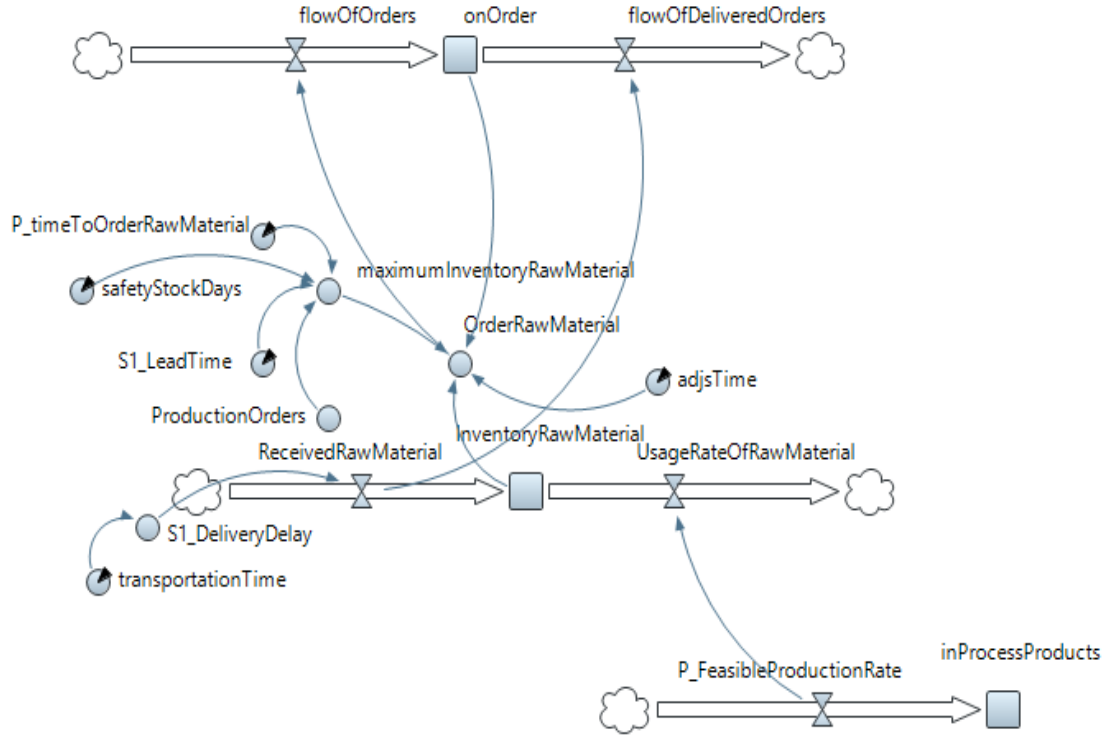 flowOfOrders
onOrder
flowOfDeliveredOrders
P_timeToOrderRawMaterial
safetyStockDays
maximumInventoryRawMaterial
OrderRawMaterial
S1_LeadTime
adjsTime
ProductionOrders
InventoryRawMaterial
ReceivedRawMaterial
UsageRateOfRawMaterial
S1_DeliveryDelay
transportationTime
inProcessProducts
P_FeasibleProductionRate